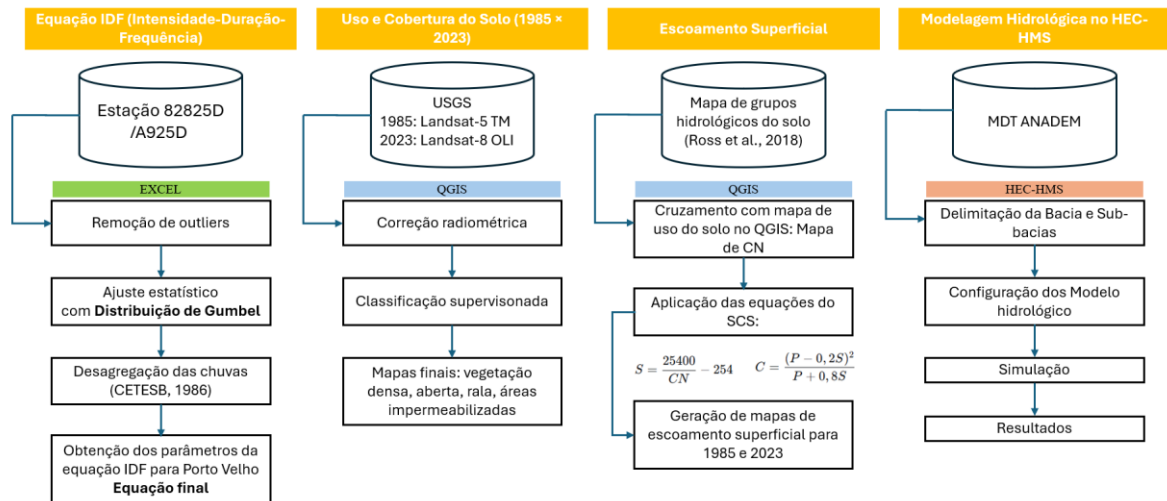 Equação IDF (Intensidade-Duração-
Frequência)
Estação 82825D
/A925D
EXCEL
Remoção de outliers
Ajuste estatístico
com Distribuição de Gumbel
Desagregação das chuvas
(CETESB, 1986)
Obtenção dos parâmetros da
equação IDF para Porto Velho
Equação final
Uso e Cobertura do Solo (1985 ×
2023)
USGS
1985: Landsat-5 TM
2023: Landsat-8 OLI
QGIS
Correção radiométrica
Classificação supervisonada
Mapas finais: vegetação
densa, aberta, rala, áreas
impermeabilizadas
Escoamento Superficial
Mapa de grupos
hidrológicos do solo
(Ross et al., 2018)
QGIS
Cruzamento com mapa de
uso do solo no QGIS: Mapa
de CN
Aplicação das equações do
SCS:
S = 25400/CN − 254    C = (P − 0,2S)²/(P + 0,8S)
Geração de mapas de
escoamento superficial para
1985 e 2023
Modelagem Hidrológica no HEC-
HMS
MDT ANADEM
HEC-HMS
Delimitação da Bacia e Sub-
bacias
Configuração dos Modelo
hidrológico
Simulação
Resultados